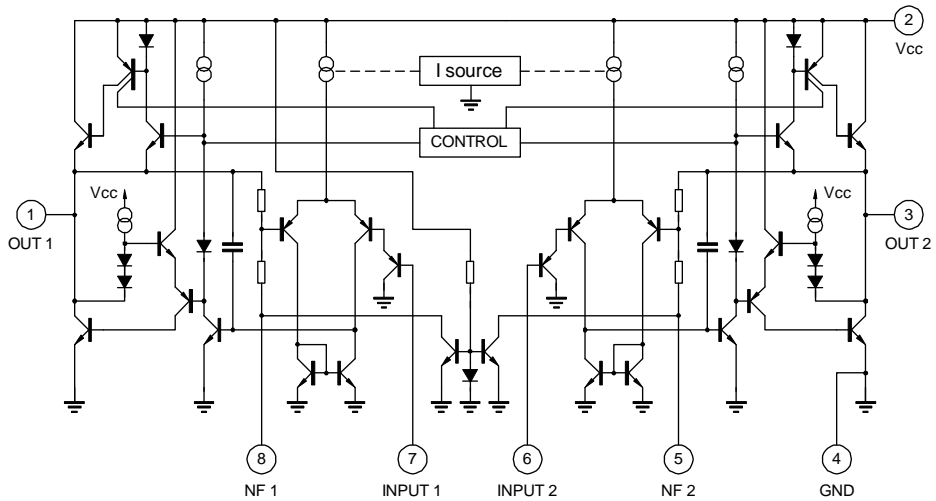 2
Vcc
I source
CONTROL
Vcc
Vcc
1
OUT 1
3
OUT 2
8
NF 1
7
INPUT 1
6
INPUT 2
5
NF 2
4
GND